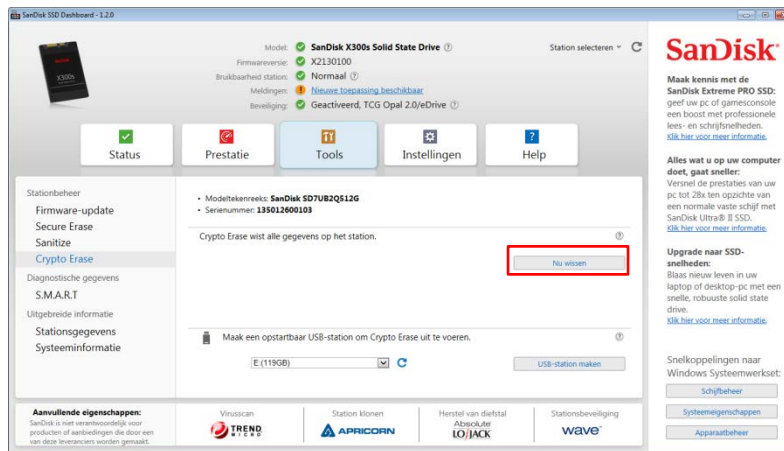 SanDisk SSD Dashboard - 1.2.0
SanDisk
X300s
Model: SanDisk X300s Solid State Drive
Firmwareversie: X2130100
Bruikbaarheid station: Normaal
Meldingen: Nieuwe toepassing beschikbaar
Beveiliging: Geactiveerd, TCG Opal 2.0/eDrive
Station selecteren
Status
Prestatie
Tools
Instellingen
Help
Stationbeheer
Firmware-update
Secure Erase
Sanitize
Crypto Erase
Diagnostische gegevens
S.M.A.R.T
Uitgebreide informatie
Stationsgegevens
Systeeminformatie
• Modeltekenreeks: SanDisk SD7UB2Q512G
• Serienummer: 135012600103
Crypto Erase wist alle gegevens op het station.
Nu wissen
Maak een opstartbaar USB-station om Crypto Erase uit te voeren.
E:(119GB)
USB-station maken
Aanvullende eigenschappen:
SanDisk is niet verantwoordelijk voor
producten of aanbiedingen die door een
van deze leveranciers worden gemaakt.
Virusscan
TREND
MICRO
Station klonen
APRICORN
Herstel van diefstal
Absolute
LO/JACK
Stationsbeveiliging
wave
SanDisk
Maak kennis met de
SanDisk Extreme PRO SSD:
geef uw pc of gamesconsole
een boost met professionele
lees- en schrijfsnelheden.
Klik hier voor meer informatie.
Alles wat u op uw computer
doet, gaat sneller:
Versnel de prestaties van uw
pc tot 28x ten opzichte van
een normale vaste schijf met
SanDisk Ultra® II SSD.
Klik hier voor meer informatie.
Upgrade naar SSD-
snelheden:
Blaas nieuw leven in uw
laptop of desktop-pc met een
snelle, robuuste solid state
drive.
Klik hier voor meer informatie.
Snelkoppelingen naar
Windows Systeemwerkset:
Schijfbeheer
Systeemeigenschappen
Apparaatbeheer